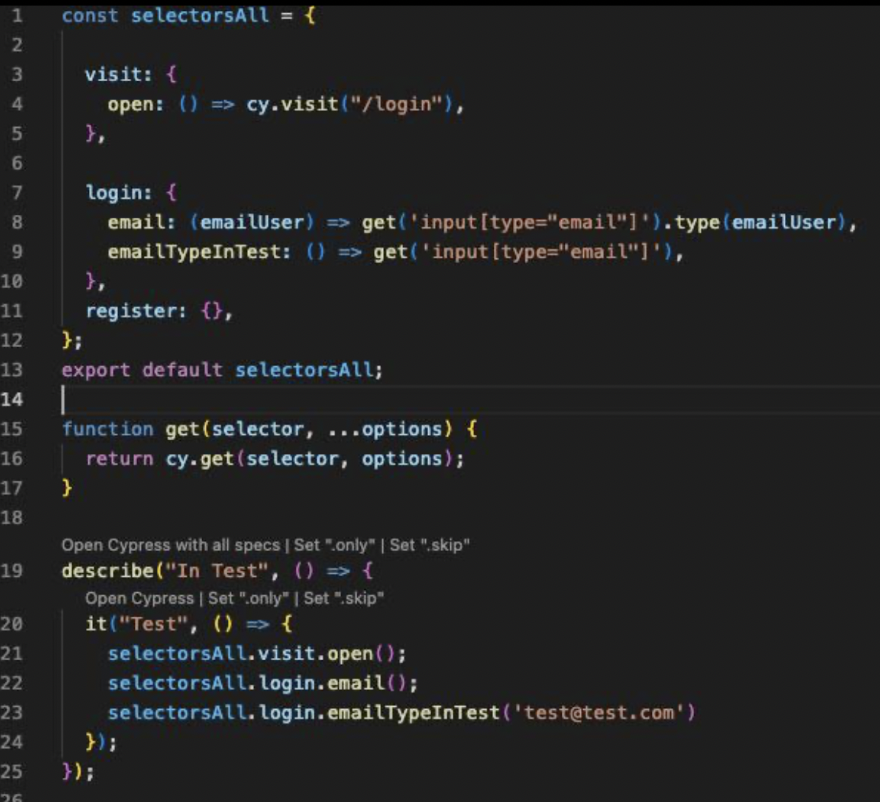 1 const selectorsAll = {
2
3   visit: {
4     open: () => cy.visit("/login"),
5   },
6
7   login: {
8     email: (emailUser) => get('input[type="email"]').type(emailUser),
9     emailTypeInTest: () => get('input[type="email"]'),
10   },
11   register: {},
12 };
13 export default selectorsAll;
14
15 function get(selector, ...options) {
16   return cy.get(selector, options);
17 }
18
Open Cypress with all specs | Set ".only" | Set ".skip"
19 describe("In Test", () => {
Open Cypress | Set ".only" | Set ".skip"
20   it("Test", () => {
21     selectorsAll.visit.open();
22     selectorsAll.login.email();
23     selectorsAll.login.emailTypeInTest('test@test.com')
24   });
25 });
26